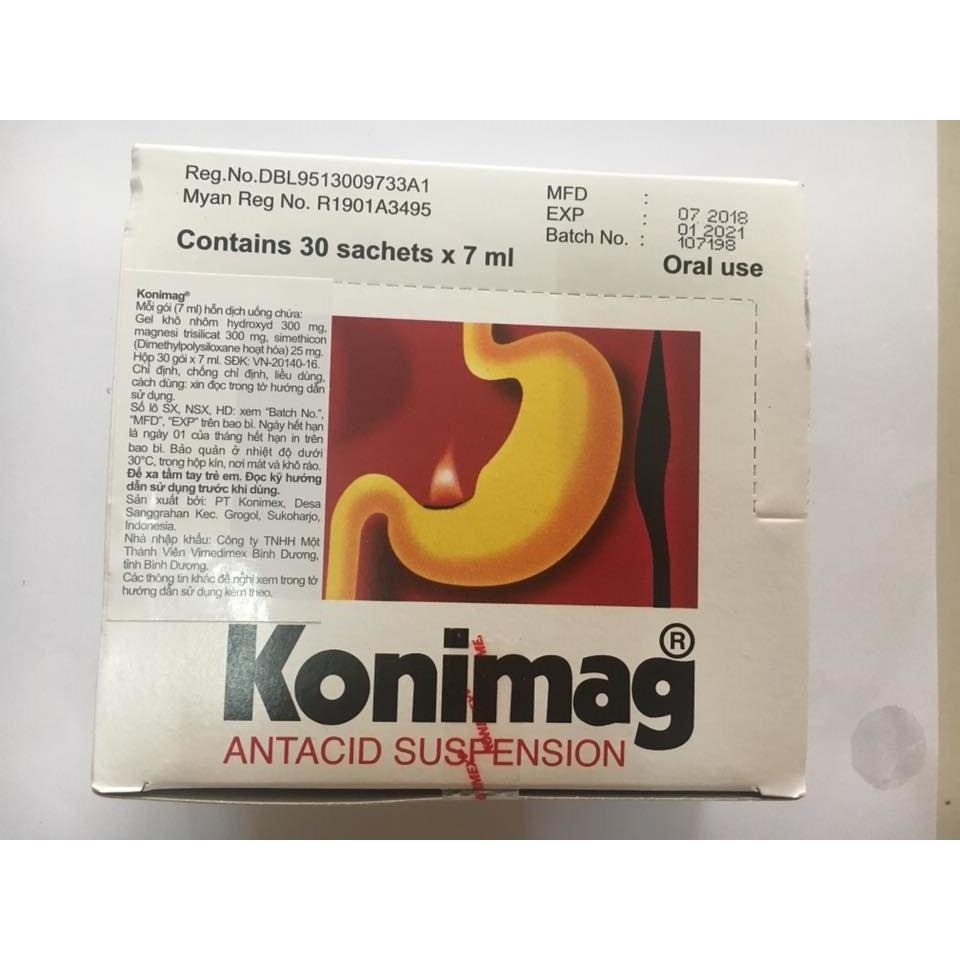 Reg.No.DBL9513009733A1
Myan Reg No. R1901A3495
MFD :
EXP : 07 2018
Batch No. : 01 2021
107198
Contains 30 sachets x 7 ml
Oral use
Konimag®
Mỗi gói (7 ml) hỗn dịch uống chứa:
Gel khô nhôm hydroxyd 300 mg,
magnesi trisilicat 300 mg, simethicon
(Dimethylpolysiloxane hoạt hóa) 25 mg.
Hộp 30 gói x 7 ml. SĐK: VN-20140-16.
Chỉ định, chống chỉ định, liều dùng,
cách dùng: xin đọc trong tờ hướng dẫn
sử dụng.
Số lô SX, NSX, HD: xem "Batch No.",
"MFD", "EXP" trên bao bì. Ngày hết hạn
là ngày 01 của tháng hết hạn in trên
bao bì. Bảo quản ở nhiệt độ dưới
30°C, trong hộp kín, nơi mát và khô ráo.
Để xa tầm tay trẻ em. Đọc kỹ hướng
dẫn sử dụng trước khi dùng.
Sản xuất bởi: PT Konimex, Desa
Sanggrahan Kec. Grogol, Sukoharjo,
Indonesia.
Nhà nhập khẩu: Công ty TNHH Một
Thành Viên Vimedimex Bình Dương,
tỉnh Bình Dương.
Các thông tin khác đề nghị xem trong tờ
hướng dẫn sử dụng kèm theo.
Konimag®
ANTACID SUSPENSION